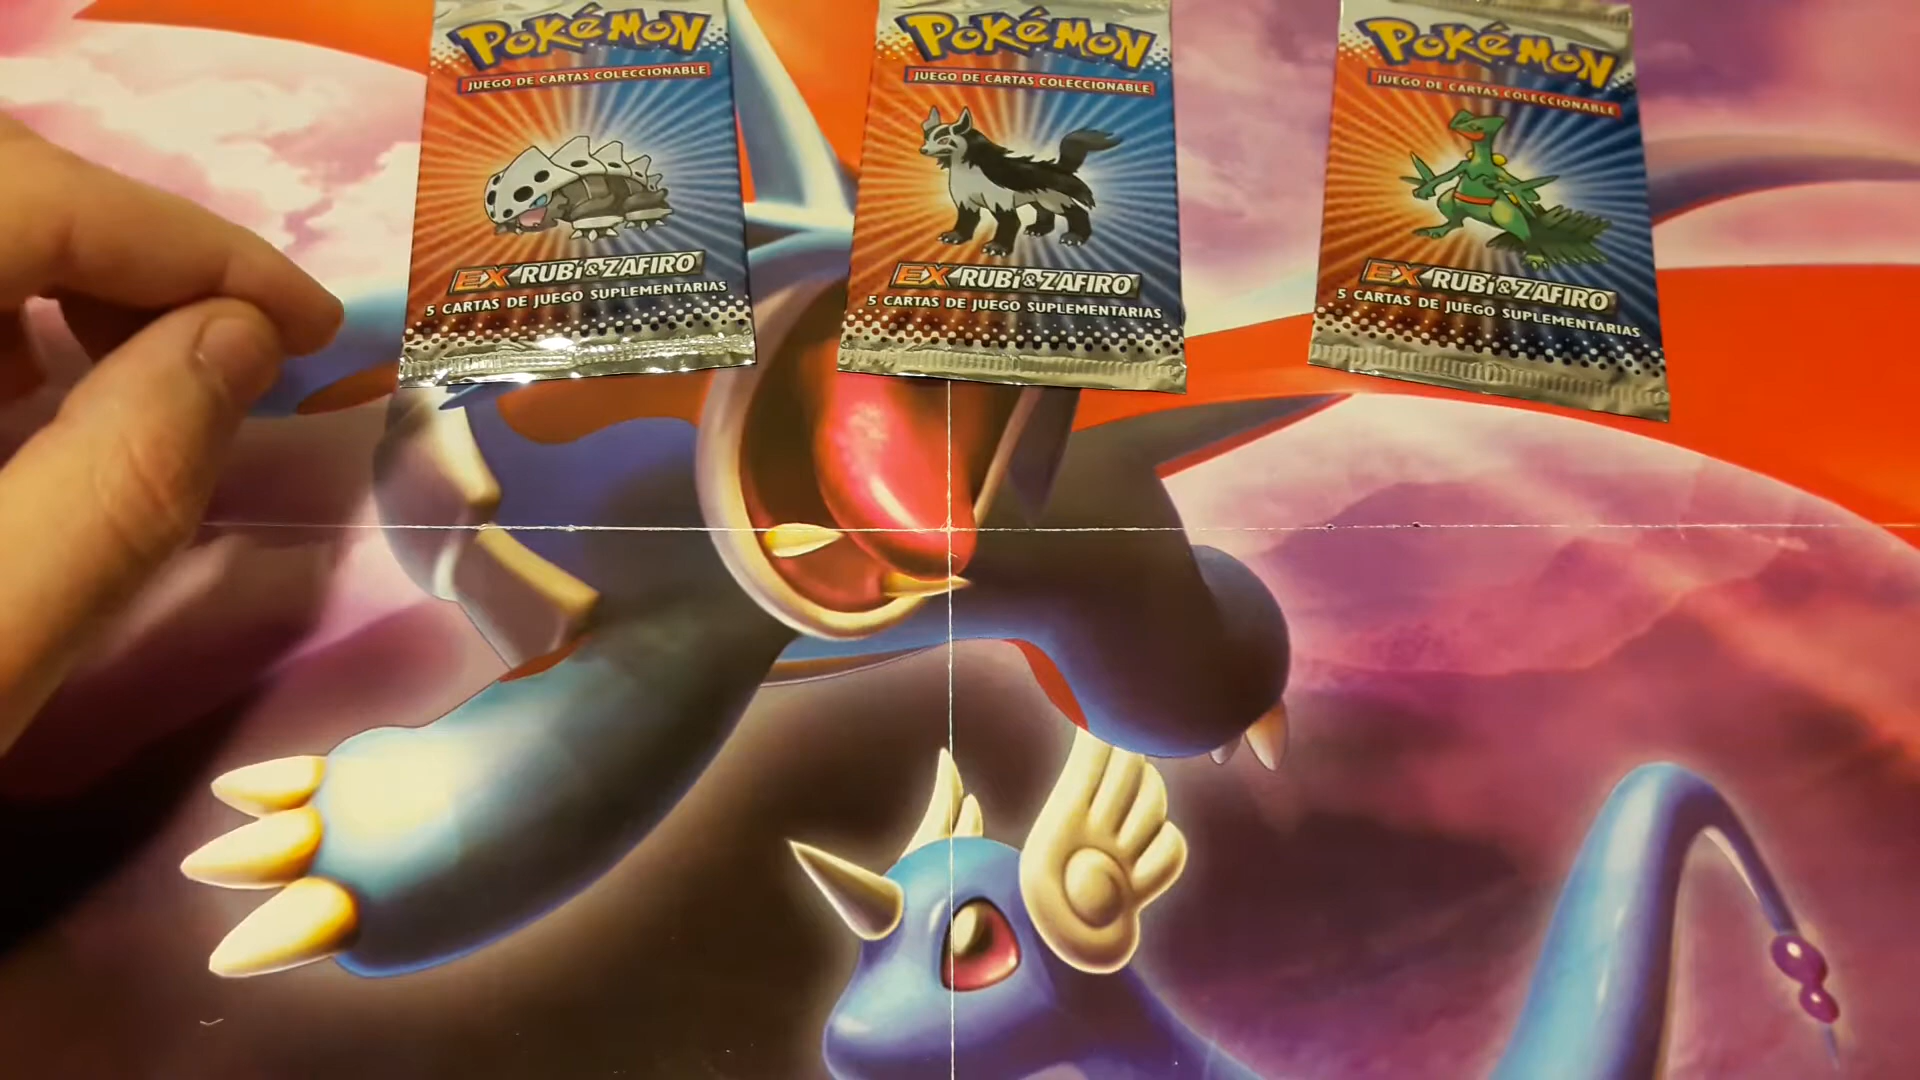 POKéMON
JUEGO DE CARTAS COLECCIONABLE
EX RUBí & ZAFIRO
5 CARTAS DE JUEGO SUPLEMENTARIAS
POKéMON
JUEGO DE CARTAS COLECCIONABLE
EX RUBí & ZAFIRO
5 CARTAS DE JUEGO SUPLEMENTARIAS
POKéMON
JUEGO DE CARTAS COLECCIONABLE
EX RUBí & ZAFIRO
5 CARTAS DE JUEGO SUPLEMENTARIAS